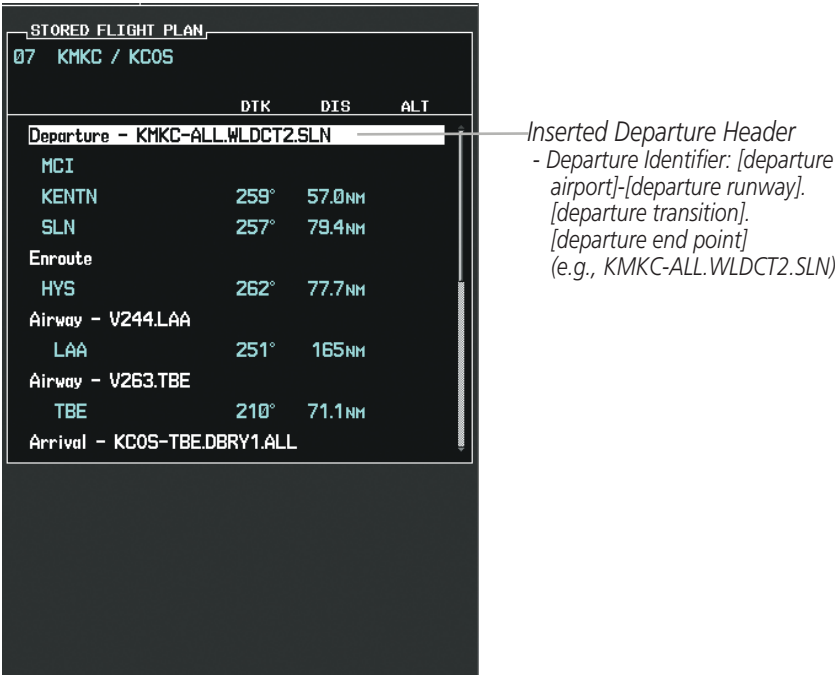 STORED FLIGHT PLAN
07 KMKC / KCOS
DTK DIS ALT
Departure - KMKC-ALL.WLDCT2.SLN
MCI
KENTN 259° 57.0NM
SLN 257° 79.4NM
Enroute
HYS 262° 77.7NM
Airway - V244.LAA
LAA 251° 165NM
Airway - V263.TBE
TBE 210° 71.1NM
Arrival - KCOS-TBE.DBRY1.ALL
Inserted Departure Header
- Departure Identifier: [departure
airport]-[departure runway].
[departure transition].
[departure end point]
(e.g., KMKC-ALL.WLDCT2.SLN)